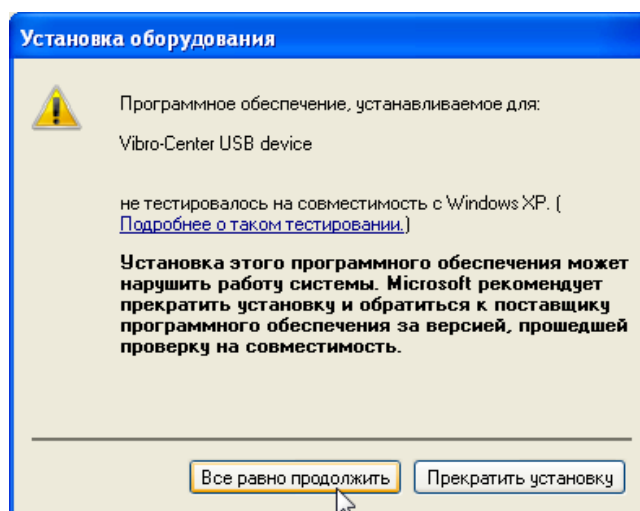 Установка оборудования
Программное обеспечение, устанавливаемое для:
Vibro-Center USB device
не тестировалось на совместимость с Windows XP. (
Подробнее о таком тестировании.)
Установка этого программного обеспечения может
нарушить работу системы. Microsoft рекомендует
прекратить установку и обратиться к поставщику
программного обеспечения за версией, прошедшей
проверку на совместимость.
Все равно продолжить
Прекратить установку